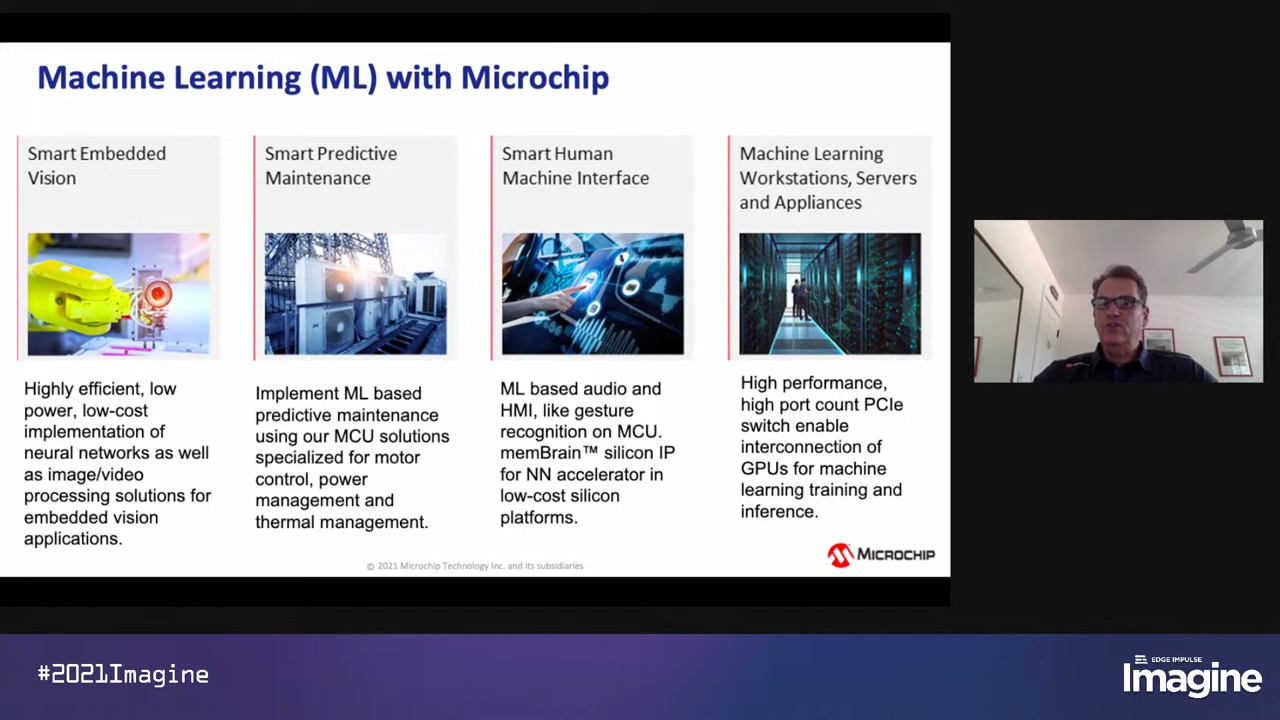 Machine Learning (ML) with Microchip
Smart Embedded
Vision
Highly efficient, low
power, low-cost
implementation of
neural networks as well
as image/video
processing solutions for
embedded vision
applications.
Smart Predictive
Maintenance
Implement ML based
predictive maintenance
using our MCU solutions
specialized for motor
control, power
management and
thermal management.
Smart Human
Machine Interface
ML based audio and
HMI, like gesture
recognition on MCU.
memBrain™ silicon IP
for NN accelerator in
low-cost silicon
platforms.
Machine Learning
Workstations, Servers
and Appliances
High performance,
high port count PCIe
switch enable
interconnection of
GPUs for machine
learning training and
inference.
© 2021 Microchip Technology Inc. and its subsidiaries
MICROCHIP
#2021Imagine
EDGE IMPULSE
Imagine